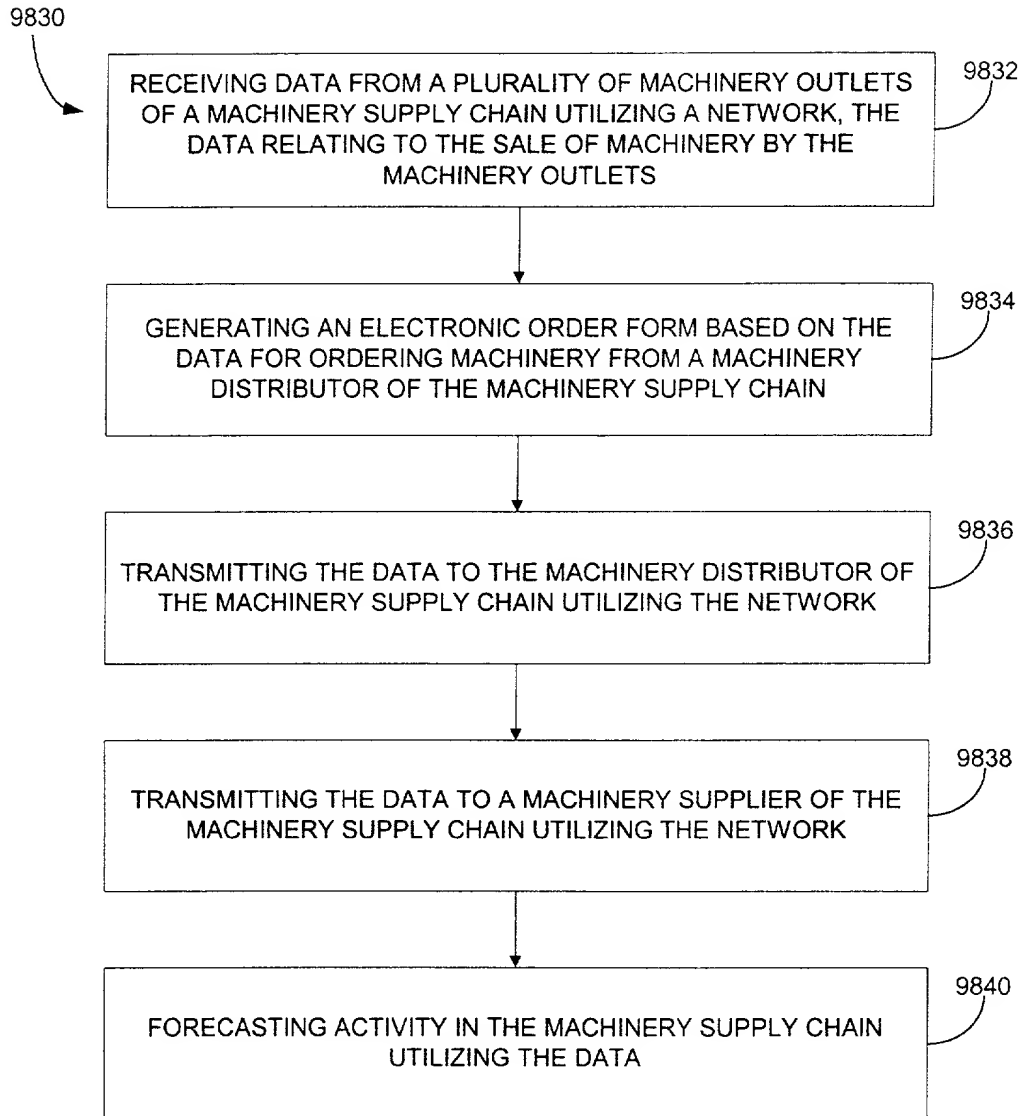 9830
RECEIVING DATA FROM A PLURALITY OF MACHINERY OUTLETS
OF A MACHINERY SUPPLY CHAIN UTILIZING A NETWORK, THE
DATA RELATING TO THE SALE OF MACHINERY BY THE
MACHINERY OUTLETS
9832
GENERATING AN ELECTRONIC ORDER FORM BASED ON THE
DATA FOR ORDERING MACHINERY FROM A MACHINERY
DISTRIBUTOR OF THE MACHINERY SUPPLY CHAIN
9834
TRANSMITTING THE DATA TO THE MACHINERY DISTRIBUTOR OF
THE MACHINERY SUPPLY CHAIN UTILIZING THE NETWORK
9836
TRANSMITTING THE DATA TO A MACHINERY SUPPLIER OF THE
MACHINERY SUPPLY CHAIN UTILIZING THE NETWORK
9838
FORECASTING ACTIVITY IN THE MACHINERY SUPPLY CHAIN
UTILIZING THE DATA
9840